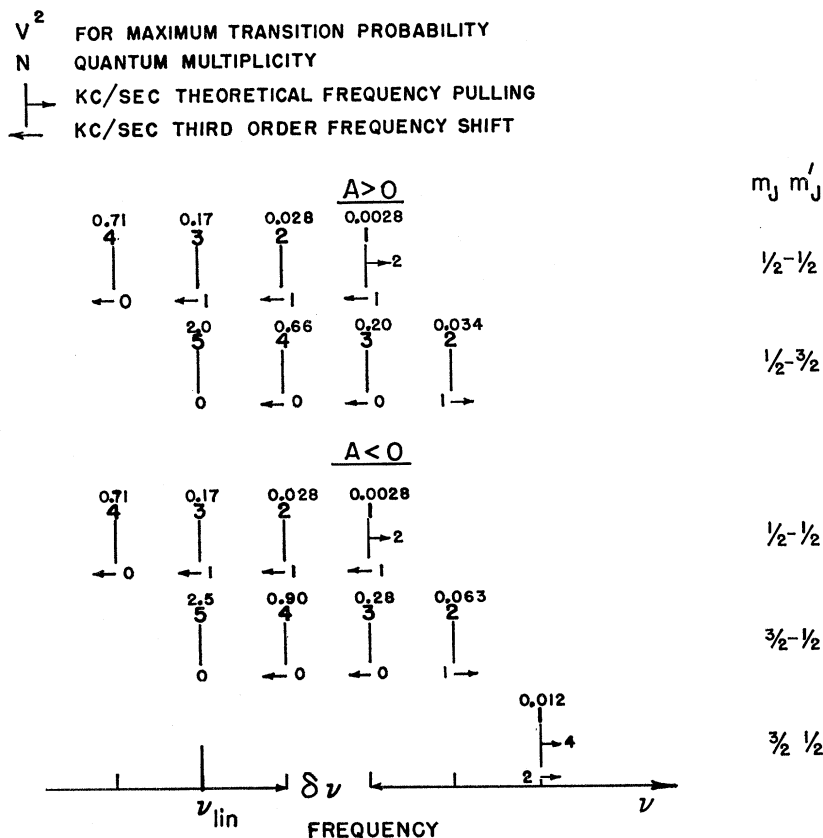 V² FOR MAXIMUM TRANSITION PROBABILITY
N QUANTUM MULTIPLICITY
KC/SEC THEORETICAL FREQUENCY PULLING
KC/SEC THIRD ORDER FREQUENCY SHIFT
A>0 m_J m'_J
0.71 0.17 0.028 0.0028
4 3 2 1 ½-½
2
0 1 1 1
2.0 0.66 0.20 0.034
5 4 3 2 ½-³⁄₂
0 0 0 1
A<0
0.71 0.17 0.028 0.0028
4 3 2 1 ½-½
2
0 1 1 1
2.5 0.90 0.28 0.063
5 4 3 2 ³⁄₂-½
0 0 0 1
0.012
1
4 ³⁄₂ ½
2
δν
ν_lin ν
FREQUENCY